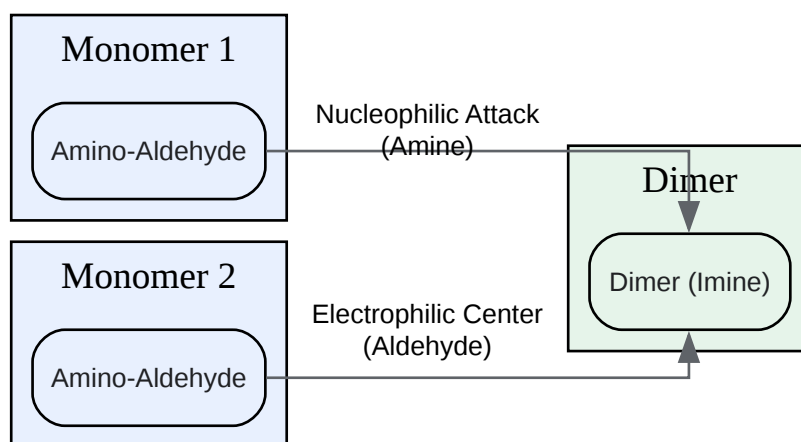 Monomer 1
Amino-Aldehyde
Nucleophilic Attack
(Amine)
Dimer
Dimer (Imine)
Monomer 2
Amino-Aldehyde
Electrophilic Center
(Aldehyde)